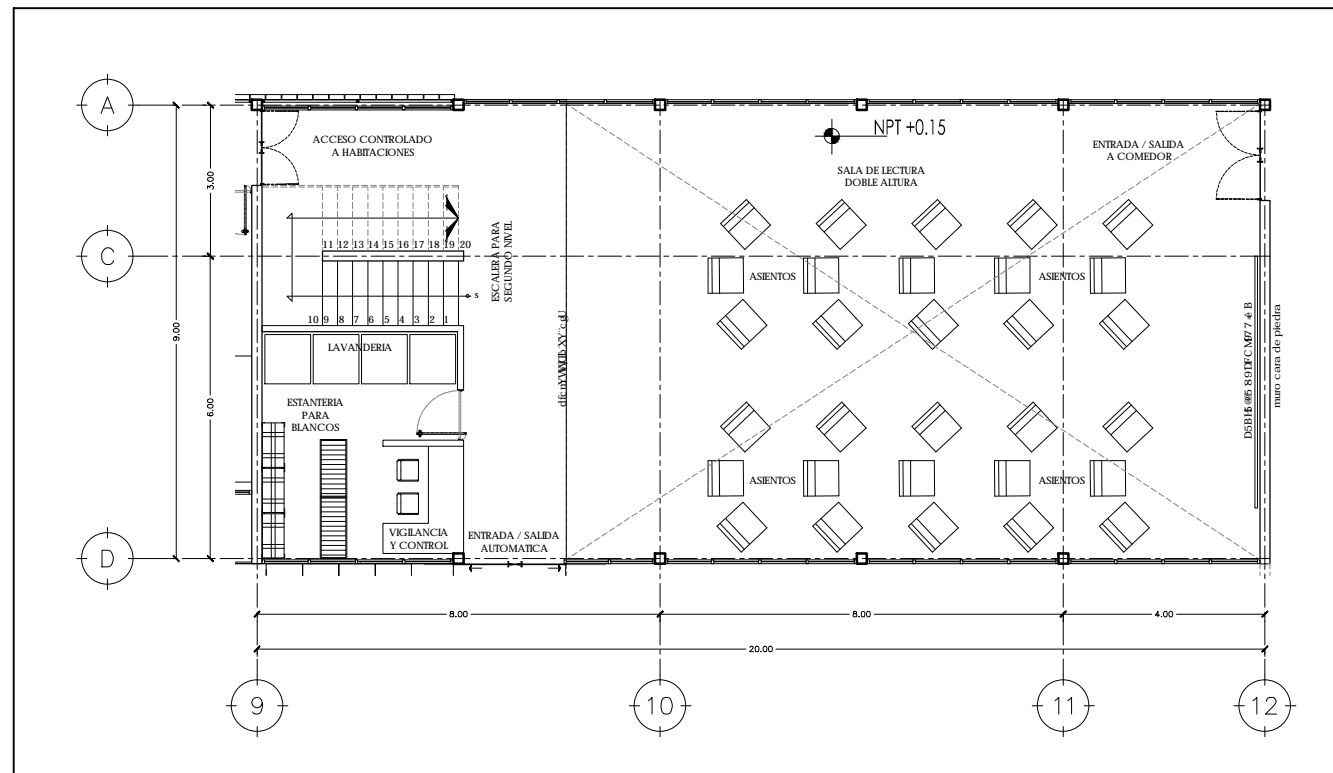 A
ACCESO CONTROLADO
A HABITACIONES
NPT +0.15
ENTRADA / SALIDA
A COMEDOR
SALA DE LECTURA
DOBLE ALTURA
3.00
11 12 13 14 15 16 17 18 19 20
C
ESCALERA PARA
SEGUNDO NIVEL
ASIENTOS
ASIENTOS
s
10 9 8 7 6 5 4 3 2 1
9.00
LAVANDERIA
muro cara de piedra
6.00
ESTANTERIA
PARA
BLANCOS
ASIENTOS
ASIENTOS
VIGILANCIA
Y CONTROL
ENTRADA / SALIDA
AUTOMATICA
D
8.00
8.00
4.00
20.00
9
10
11
12